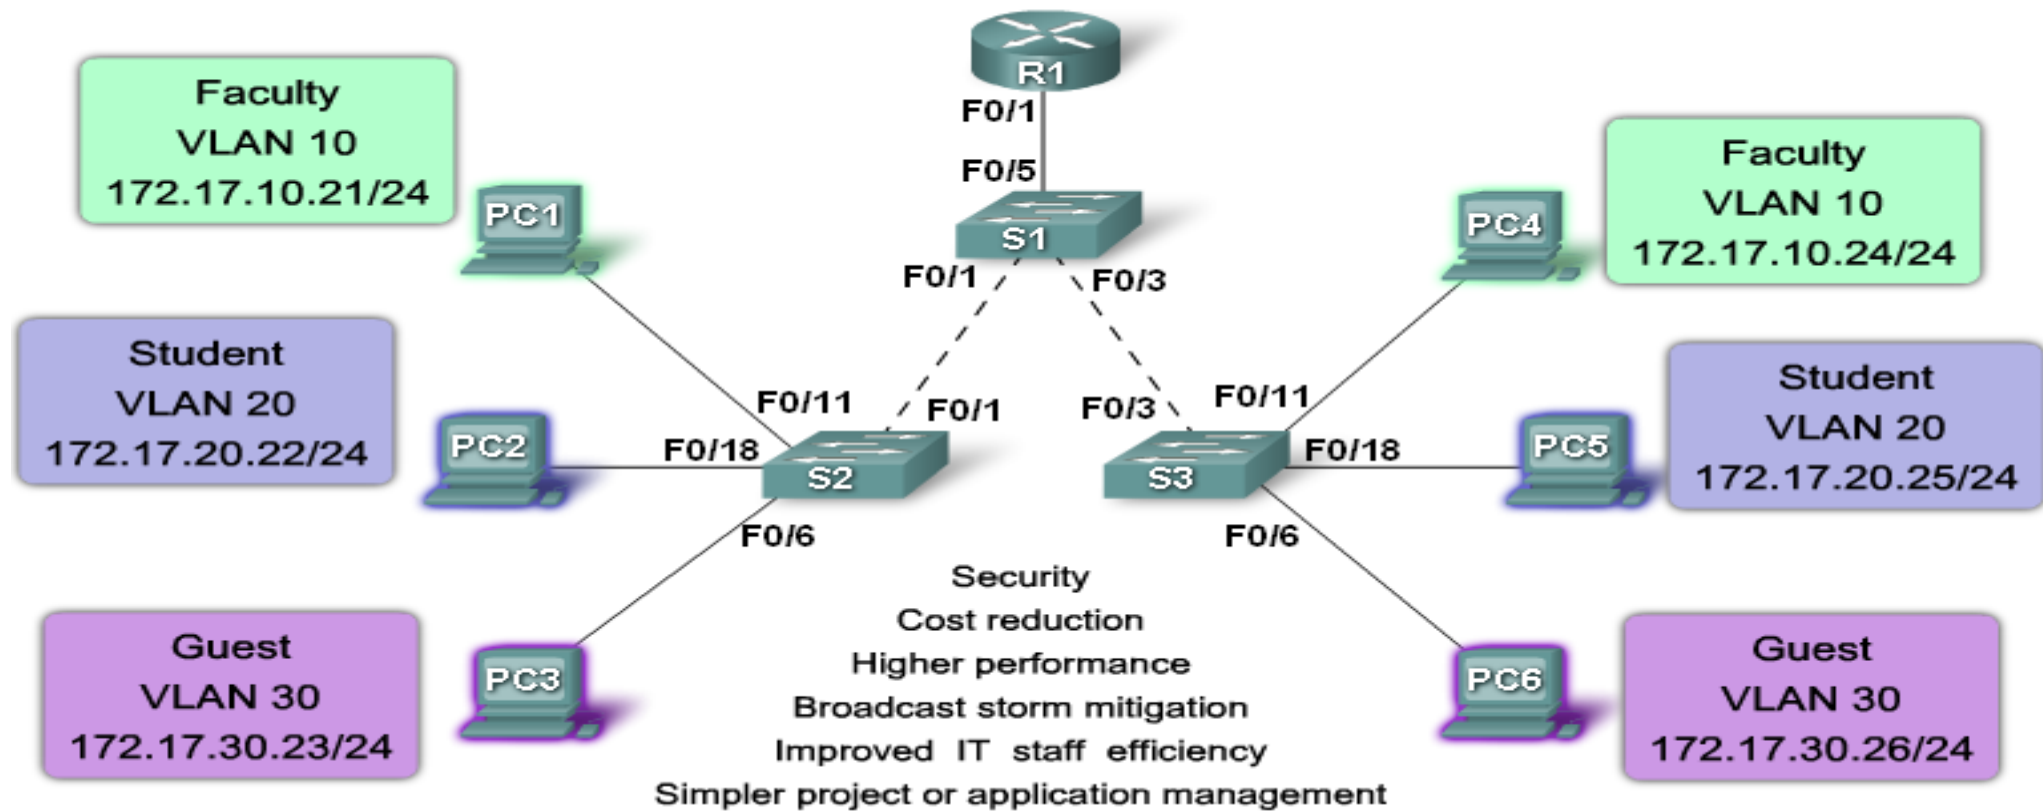 R1
F0/1
F0/5
S1
F0/1
F0/3
Faculty
VLAN 10
172.17.10.21/24
PC1
Student
VLAN 20
172.17.20.22/24
PC2
Guest
VLAN 30
172.17.30.23/24
PC3
F0/11
F0/18
F0/6
F0/1
S2
F0/3
S3
F0/11
F0/18
F0/6
PC4
Faculty
VLAN 10
172.17.10.24/24
PC5
Student
VLAN 20
172.17.20.25/24
PC6
Guest
VLAN 30
172.17.30.26/24
Security
Cost reduction
Higher performance
Broadcast storm mitigation
Improved IT staff efficiency
Simpler project or application management